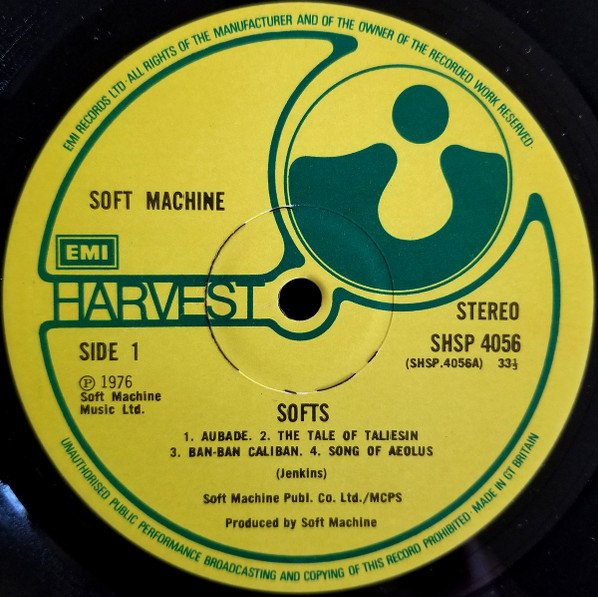 EMI RECORDS LTD·ALL RIGHTS OF THE MANUFACTURER AND OF THE OWNER OF THE RECORDED WORK RESERVED·
SOFT MACHINE
EMI
HARVEST
STEREO
SIDE 1
SHSP 4056
(SHSP.4056A) 33⅓
Ⓟ 1976
Soft Machine
Music Ltd.
SOFTS
1. AUBADE. 2. THE TALE OF TALIESIN
3. BAN-BAN CALIBAN. 4. SONG OF AEOLUS
(Jenkins)
Soft Machine Publ. Co. Ltd./MCPS
Produced by Soft Machine
UNAUTHORISED PUBLIC PERFORMANCE BROADCASTING AND COPYING OF THIS RECORD PROHIBITED · MADE IN GT BRITAIN